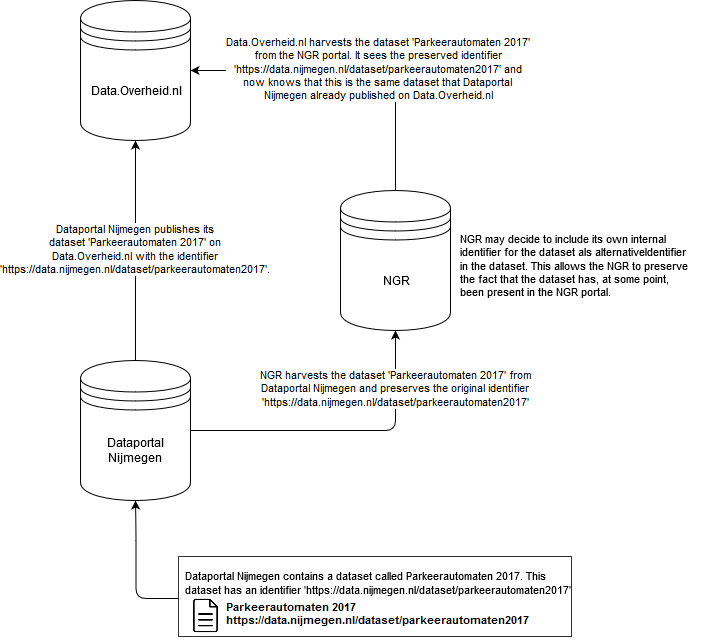 Data.Overheid.nl harvests the dataset 'Parkeerautomaten 2017'
from the NGR portal. It sees the preserved identifier
'https://data.nijmegen.nl/dataset/parkeerautomaten2017' and
now knows that this is the same dataset that Dataportal
Nijmegen already published on Data.Overheid.nl
Data.Overheid.nl
Dataportal Nijmegen publishes its
dataset 'Parkeerautomaten 2017' on
Data.Overheid.nl with the identifier
'https://data.nijmegen.nl/dataset/parkeerautomaten2017'.
NGR
NGR may decide to include its own internal
identifier for the dataset als alternativeIdentifier
in the dataset. This allows the NGR to preserve
the fact that the dataset has, at some point,
been present in the NGR portal.
NGR harvests the dataset 'Parkeerautomaten 2017' from
Dataportal Nijmegen and preserves the original identifier
'https://data.nijmegen.nl/dataset/parkeerautomaten2017'
Dataportal
Nijmegen
Dataportal Nijmegen contains a dataset called Parkeerautomaten 2017. This
dataset has an identifier 'https://data.nijmegen.nl/dataset/parkeerautomaten2017'
Parkeerautomaten 2017
https://data.nijmegen.nl/dataset/parkeerautomaten2017